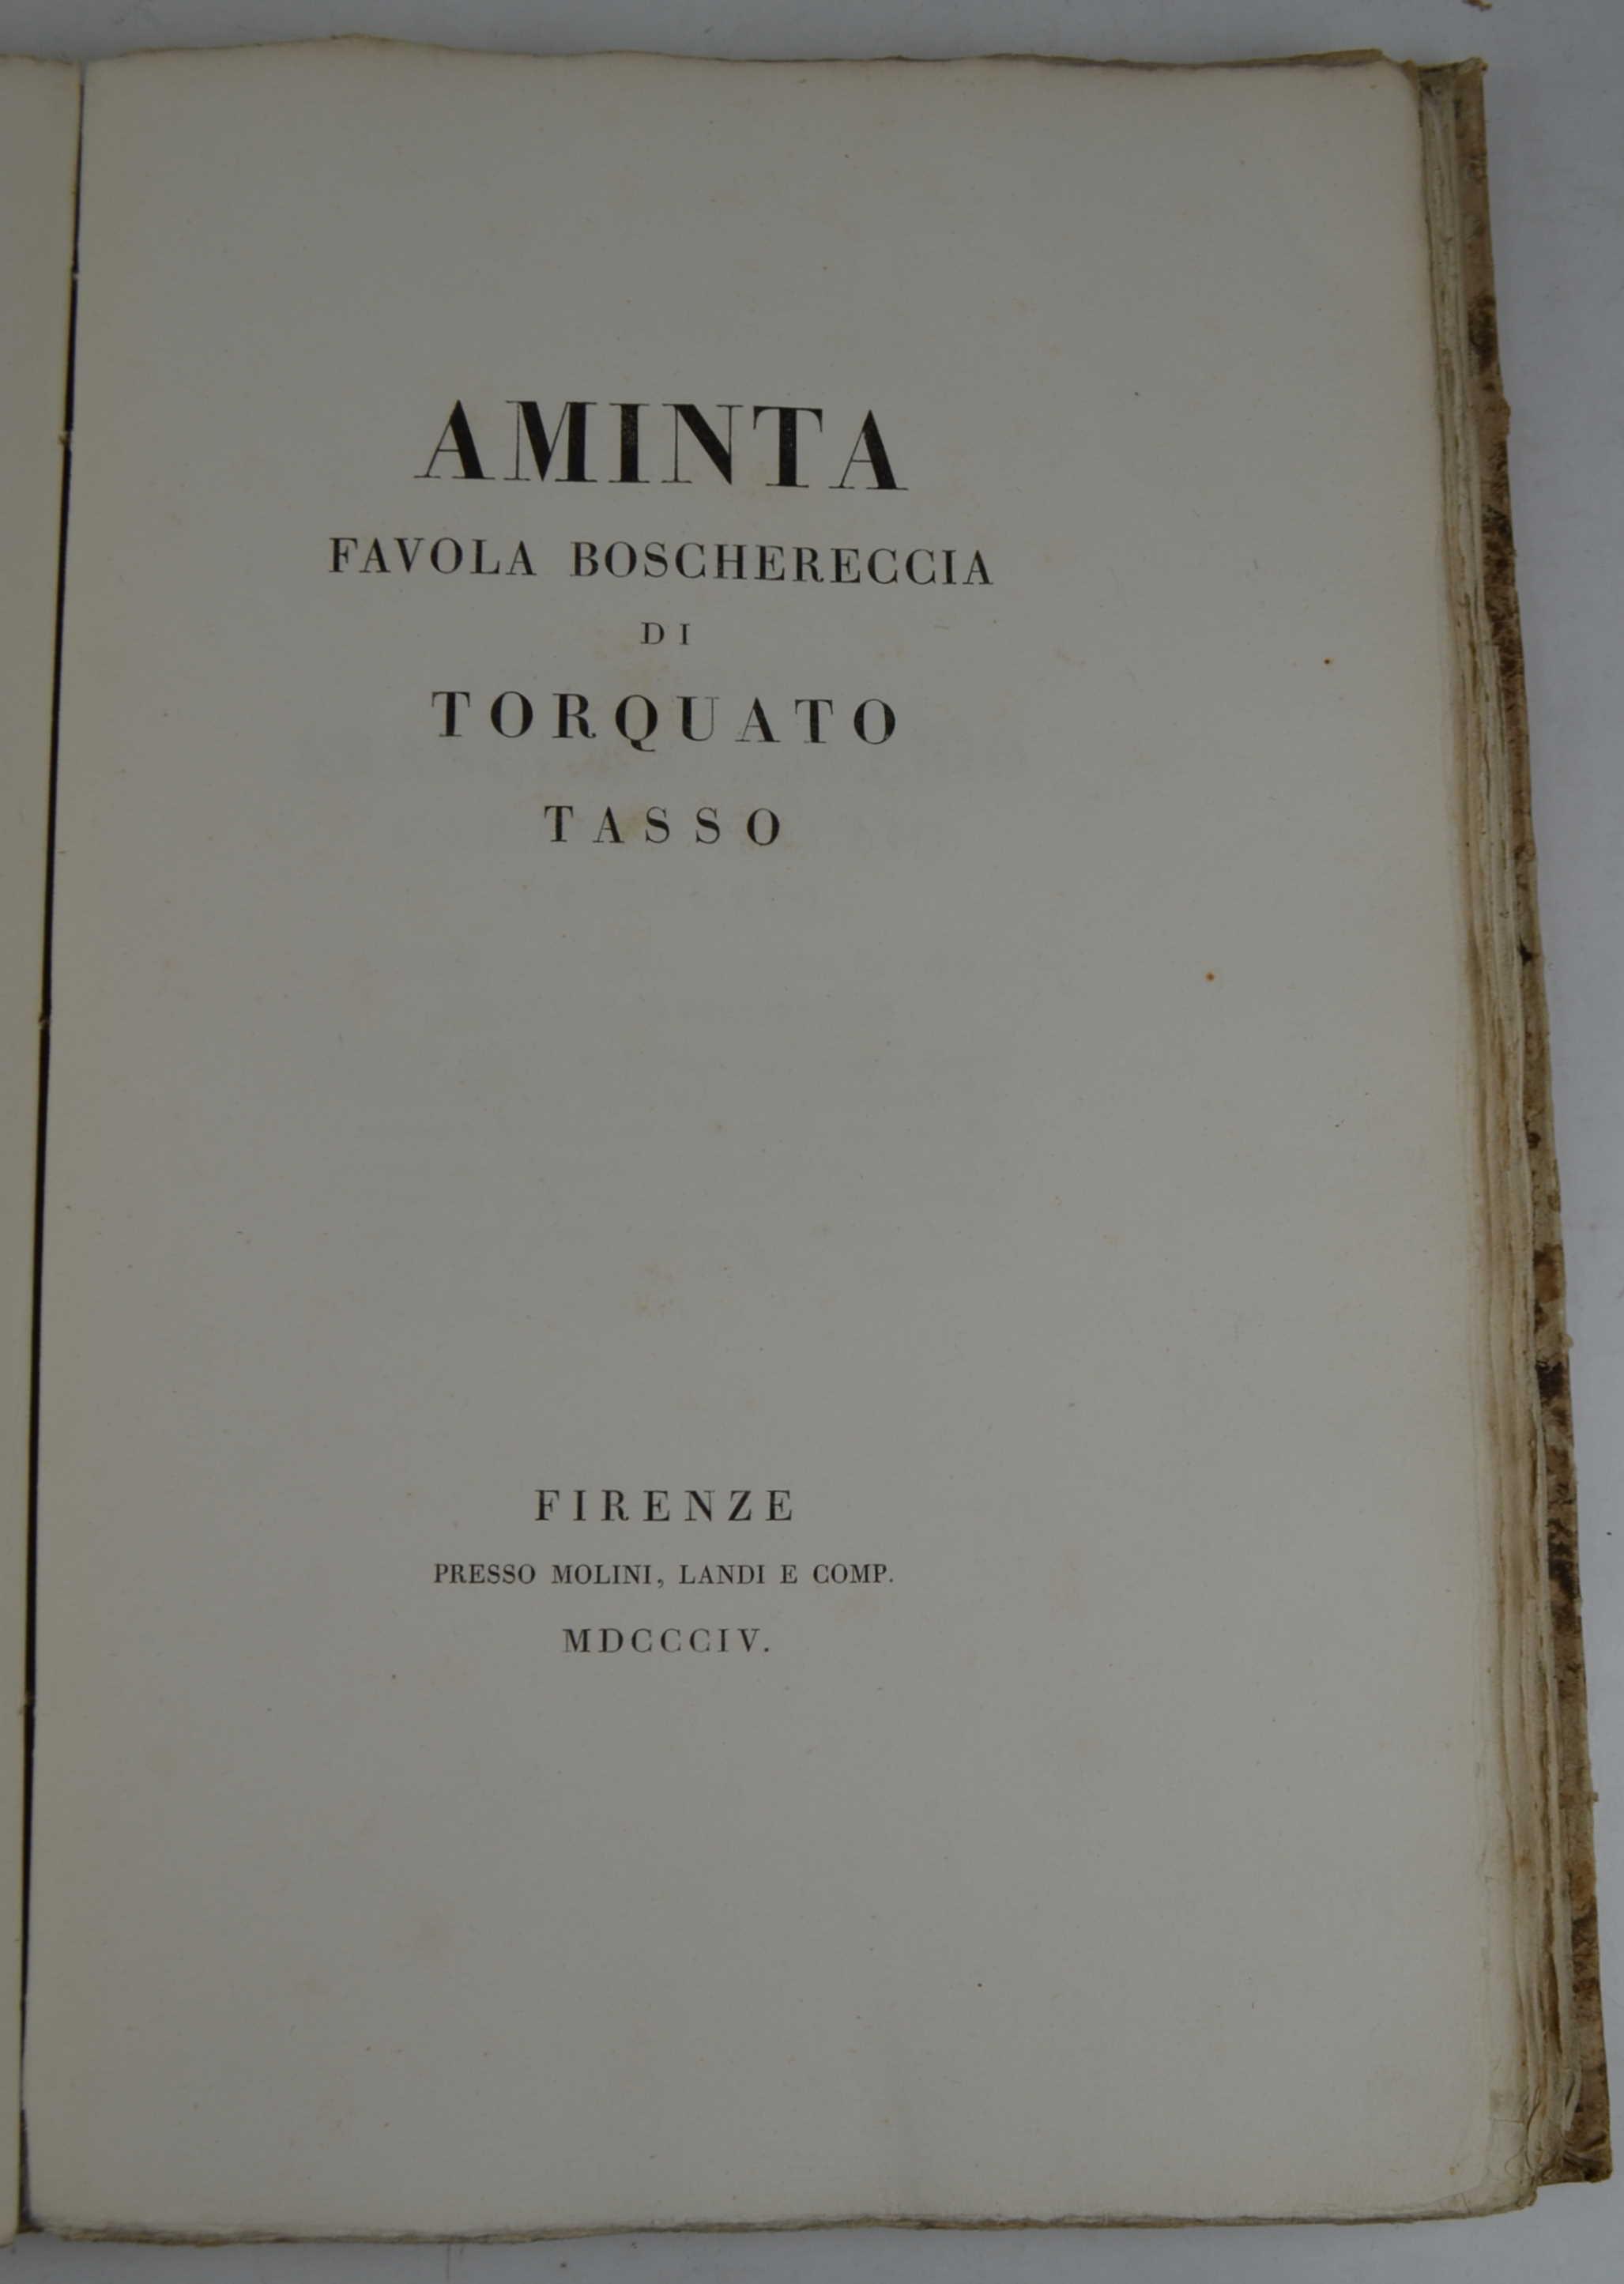 AMINTA
FAVOLA BOSCHERECCIA
DI
TORQUATO
TASSO
FIRENZE
PRESSO MOLINI, LANDI E COMP.
MDCCCIV.